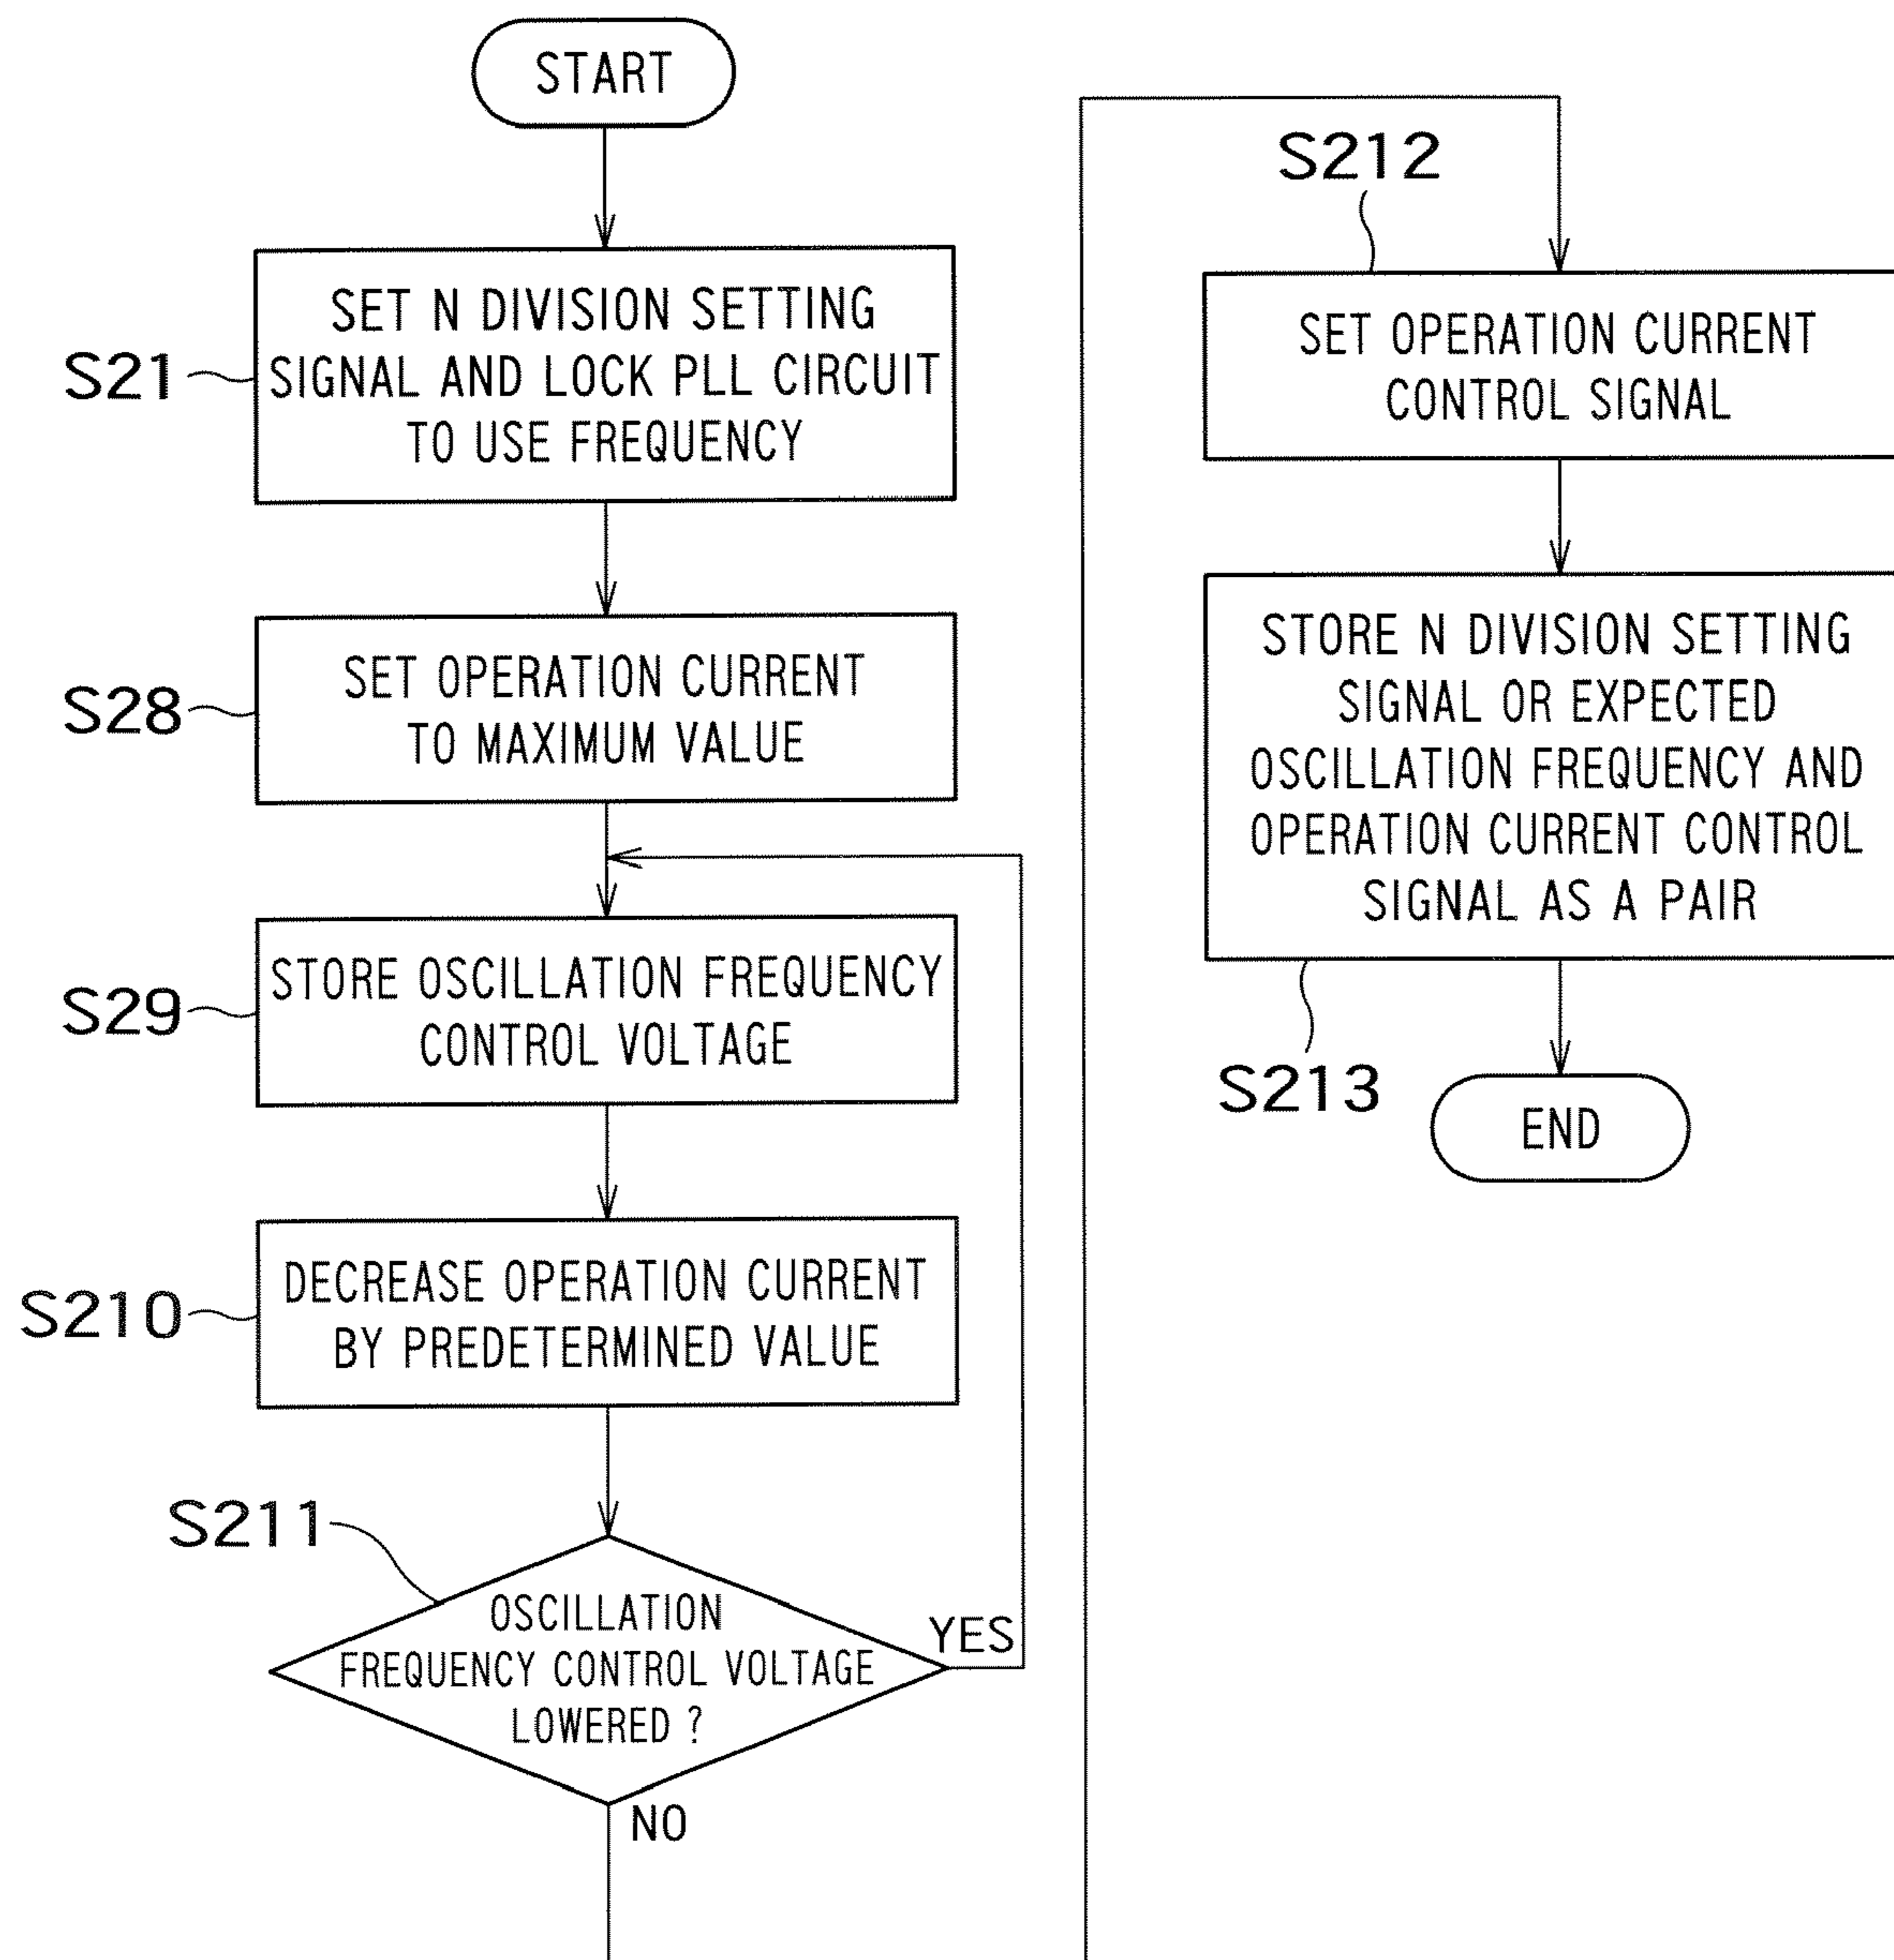 START
S21
SET N DIVISION SETTING
SIGNAL AND LOCK PLL CIRCUIT
TO USE FREQUENCY
S28
SET OPERATION CURRENT
TO MAXIMUM VALUE
S29
STORE OSCILLATION FREQUENCY
CONTROL VOLTAGE
S210
DECREASE OPERATION CURRENT
BY PREDETERMINED VALUE
S211
OSCILLATION
FREQUENCY CONTROL VOLTAGE
LOWERED ?
YES
NO
S212
SET OPERATION CURRENT
CONTROL SIGNAL
STORE N DIVISION SETTING
SIGNAL OR EXPECTED
OSCILLATION FREQUENCY AND
OPERATION CURRENT CONTROL
SIGNAL AS A PAIR
S213
END